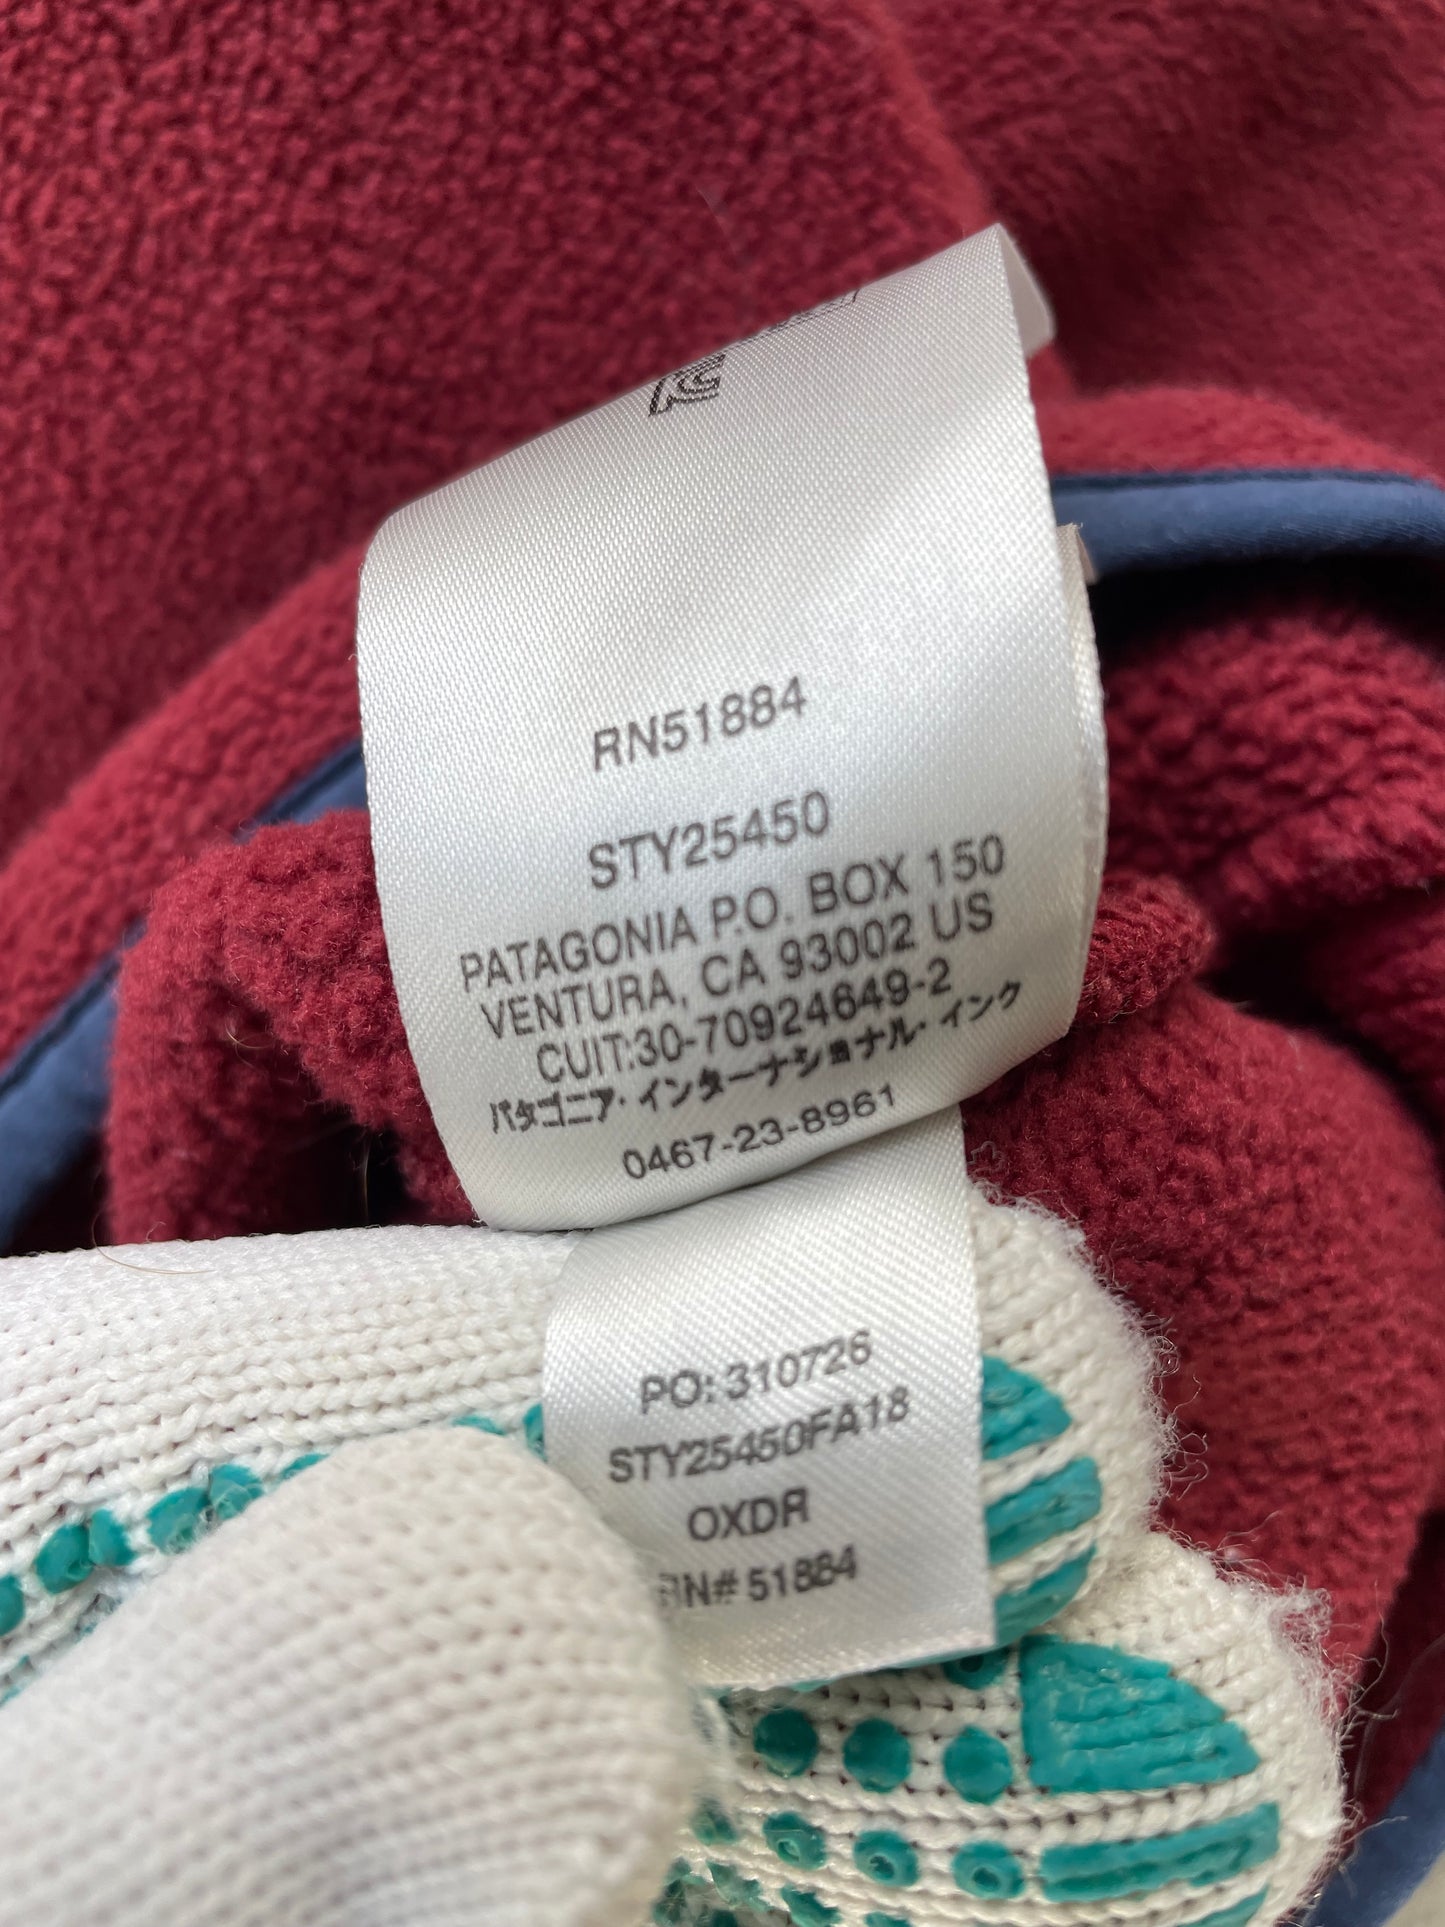 RN51884
STY25450
PATAGONIA P.O. BOX 150
VENTURA, CA 93002 US
CUIT:30-70924649-2
パタゴニア・インターナショナル・インク
0467-23-8961
PO: 310726
STY25450FA18
OXDR
RN# 51884